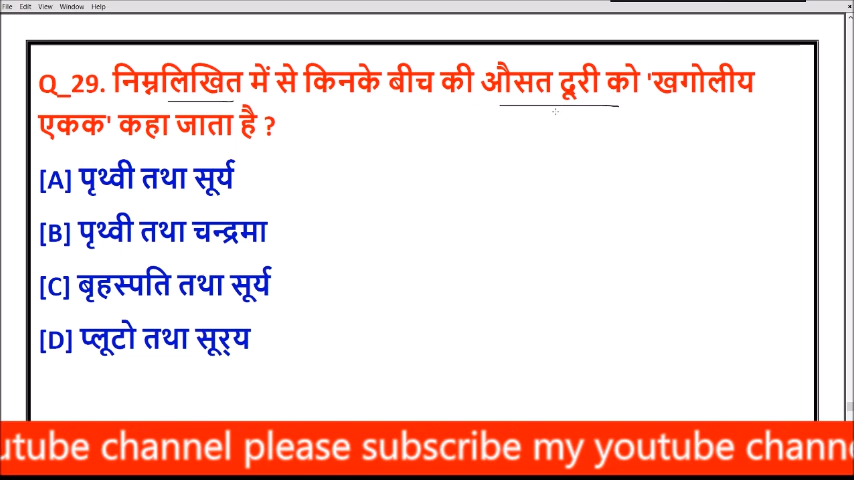 File Edit View Window Help
Q_29. निम्नलिखित में से किनके बीच की औसत दूरी को 'खगोलीय
एकक' कहा जाता है ?
[A] पृथ्वी तथा सूर्य
[B] पृथ्वी तथा चन्द्रमा
[C] बृहस्पति तथा सूर्य
[D] प्लूटो तथा सूर्‍य
utube channel please subscribe my youtube channe